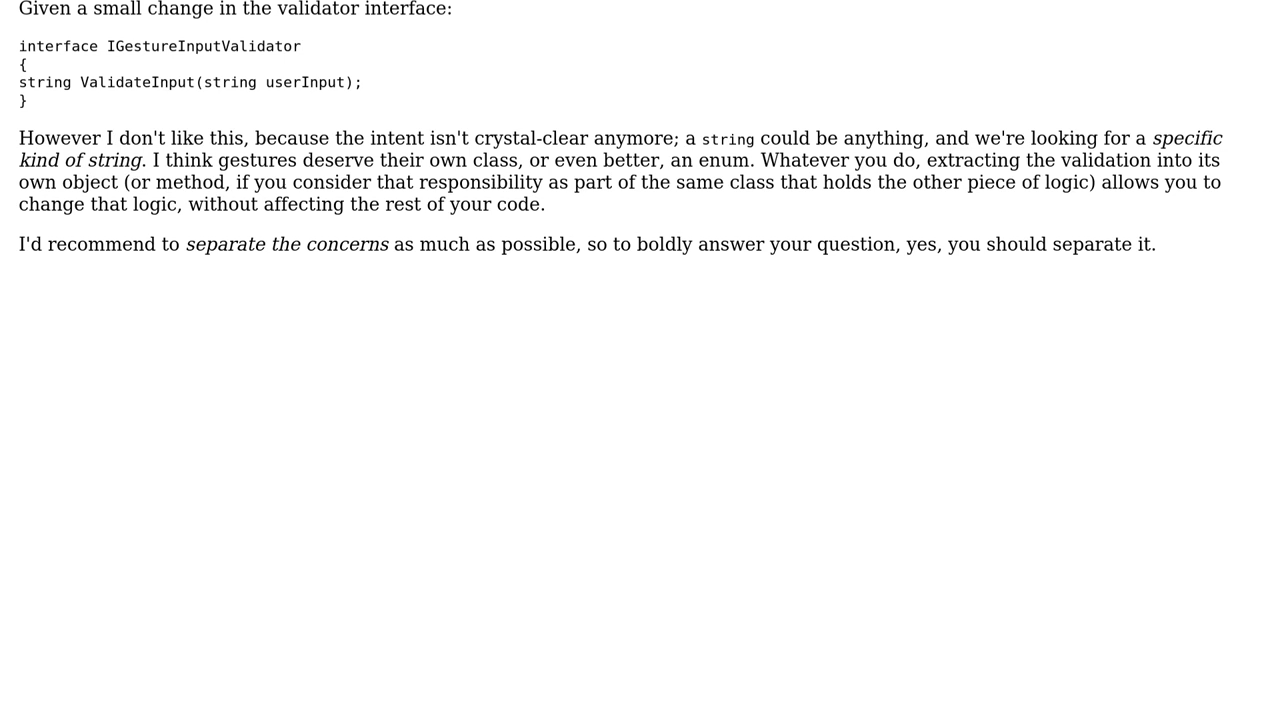 Given a small change in the validator interface:
interface IGestureInputValidator
{
string ValidateInput(string userInput);
}
However I don't like this, because the intent isn't crystal-clear anymore; a string could be anything, and we're looking for a specific
kind of string. I think gestures deserve their own class, or even better, an enum. Whatever you do, extracting the validation into its
own object (or method, if you consider that responsibility as part of the same class that holds the other piece of logic) allows you to
change that logic, without affecting the rest of your code.
I'd recommend to separate the concerns as much as possible, so to boldly answer your question, yes, you should separate it.